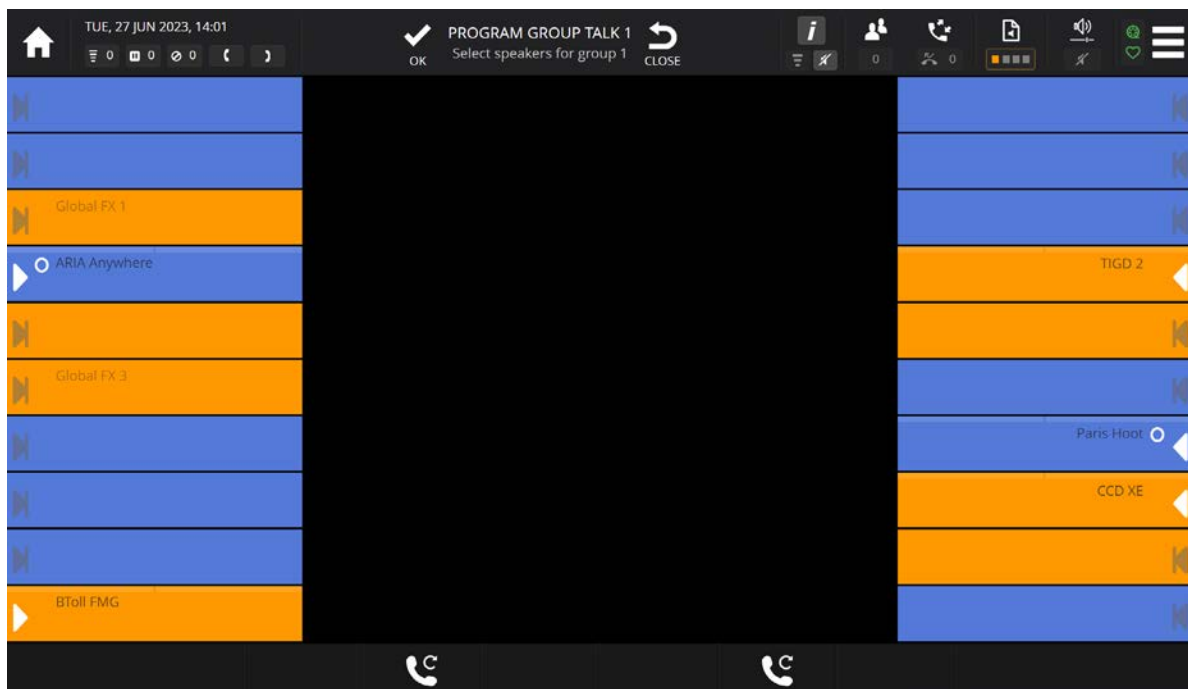 TUE, 27 JUN 2023, 14:01
0 0 0
OK
PROGRAM GROUP TALK 1
Select speakers for group 1
CLOSE
i
0
0
Global FX 1
ARIA Anywhere
TIGD 2
Global FX 3
Paris Hoot
CCD XE
BToll FMG